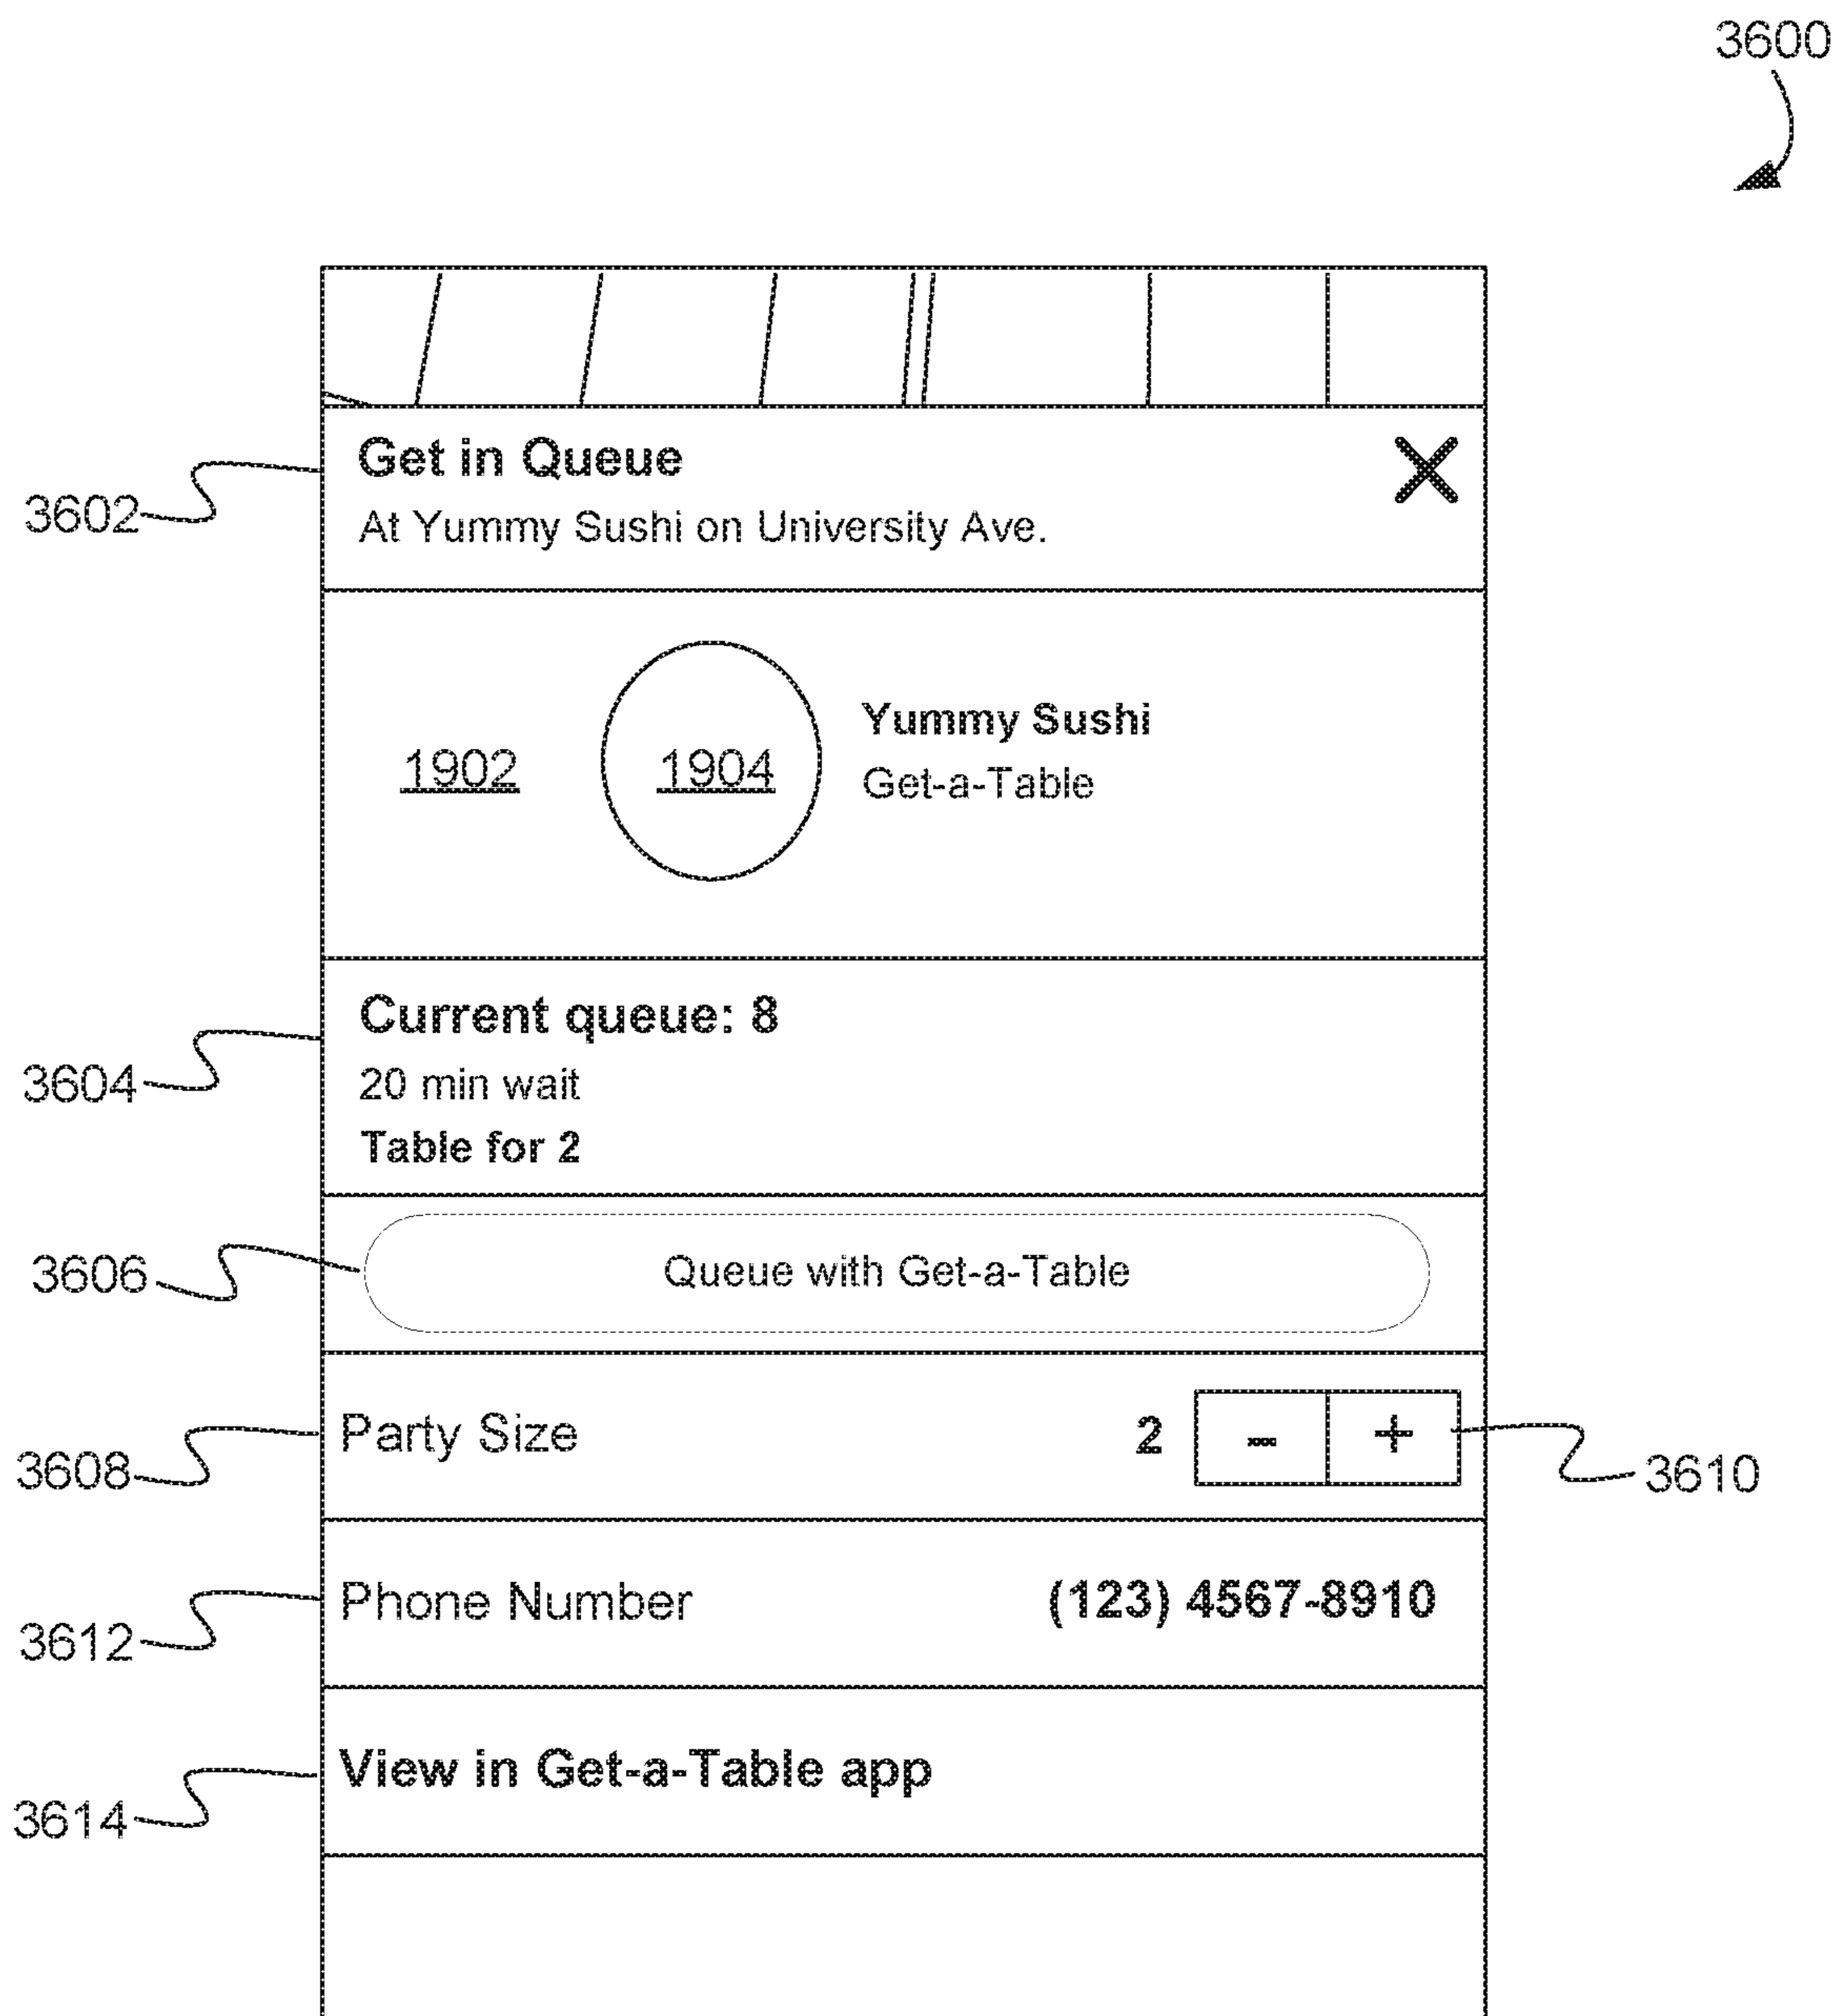 3600
Get in Queue
3602
At Yummy Sushi on University Ave.
1902
1904
Yummy Sushi
Get-a-Table
Current queue: 8
3604
20 min wait
Table for 2
3606
Queue with Get-a-Table
3608
Party Size
2
-
+
3610
3612
Phone Number
(123) 4567-8910
3614
View in Get-a-Table app